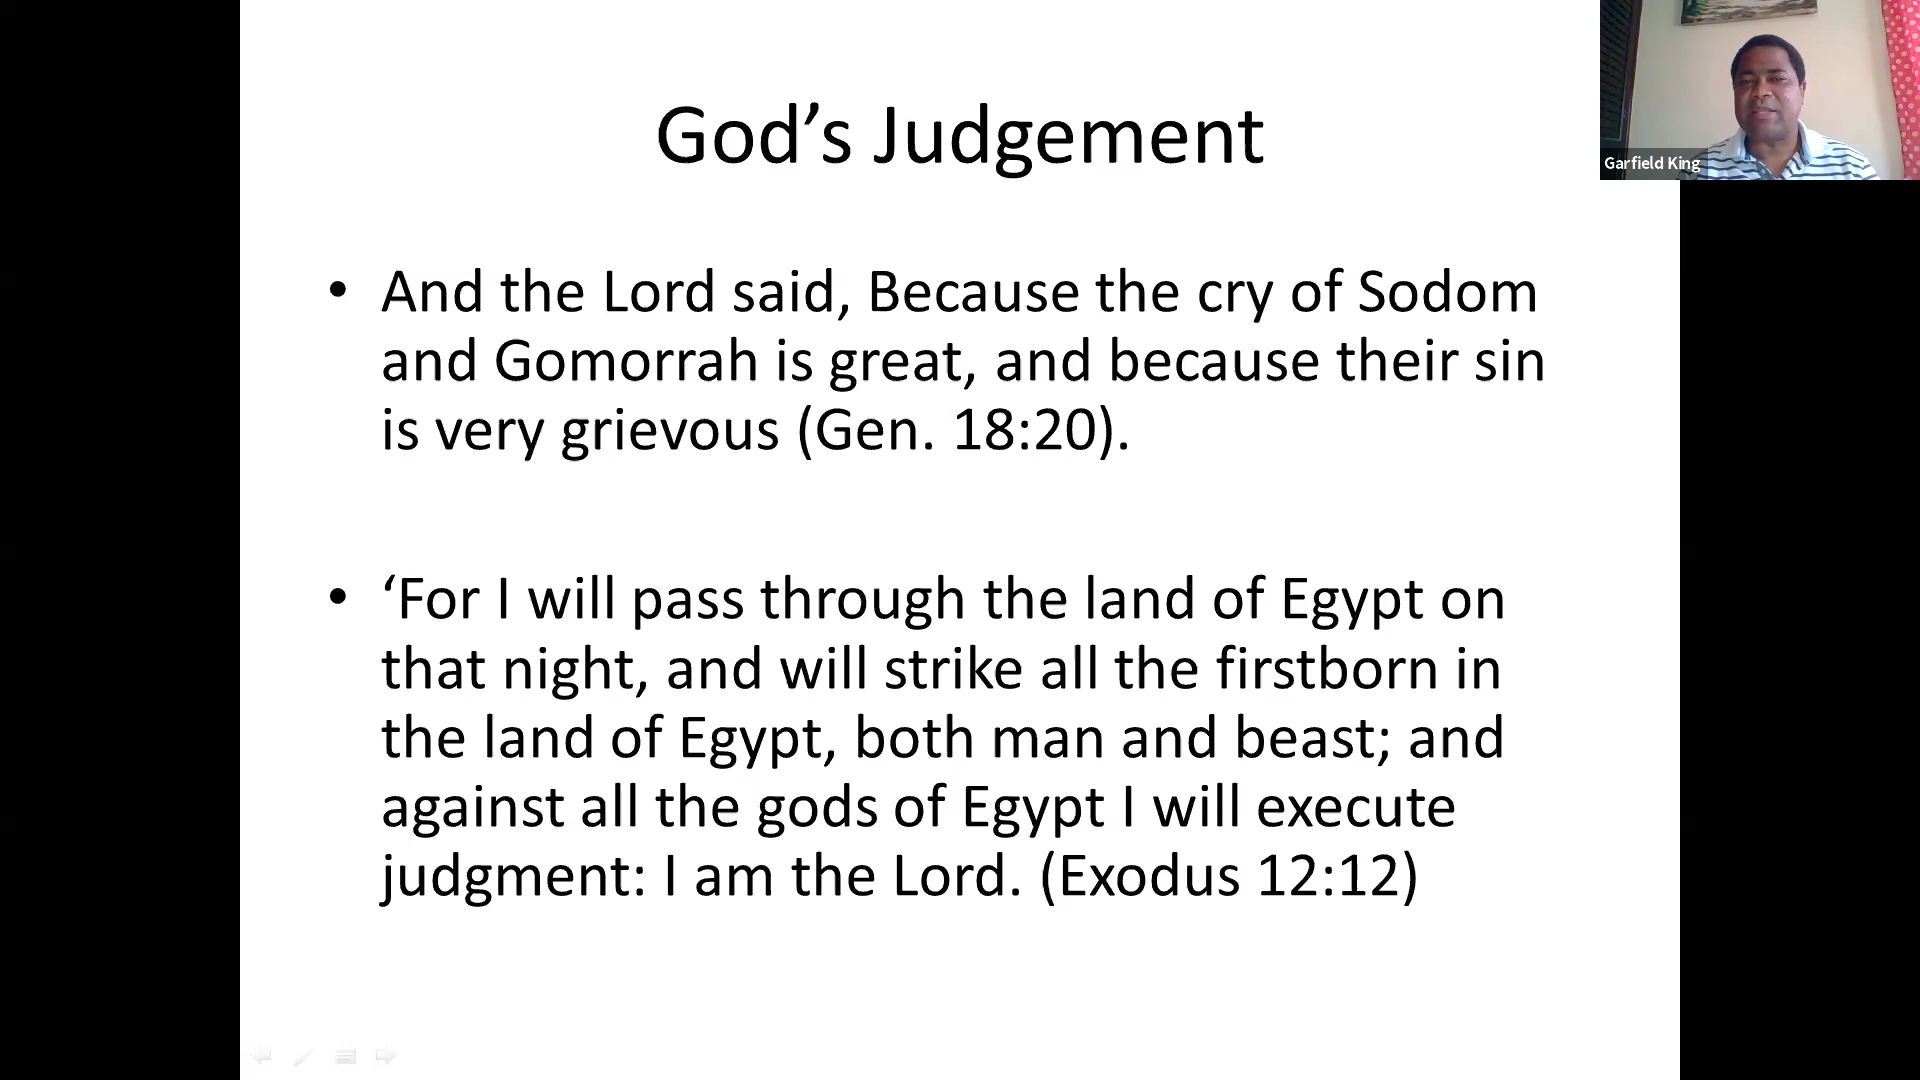 God’s Judgement
• And the Lord said, Because the cry of Sodom
and Gomorrah is great, and because their sin
is very grievous (Gen. 18:20).
• ‘For I will pass through the land of Egypt on
that night, and will strike all the firstborn in
the land of Egypt, both man and beast; and
against all the gods of Egypt I will execute
judgment: I am the Lord. (Exodus 12:12)
Garfield King